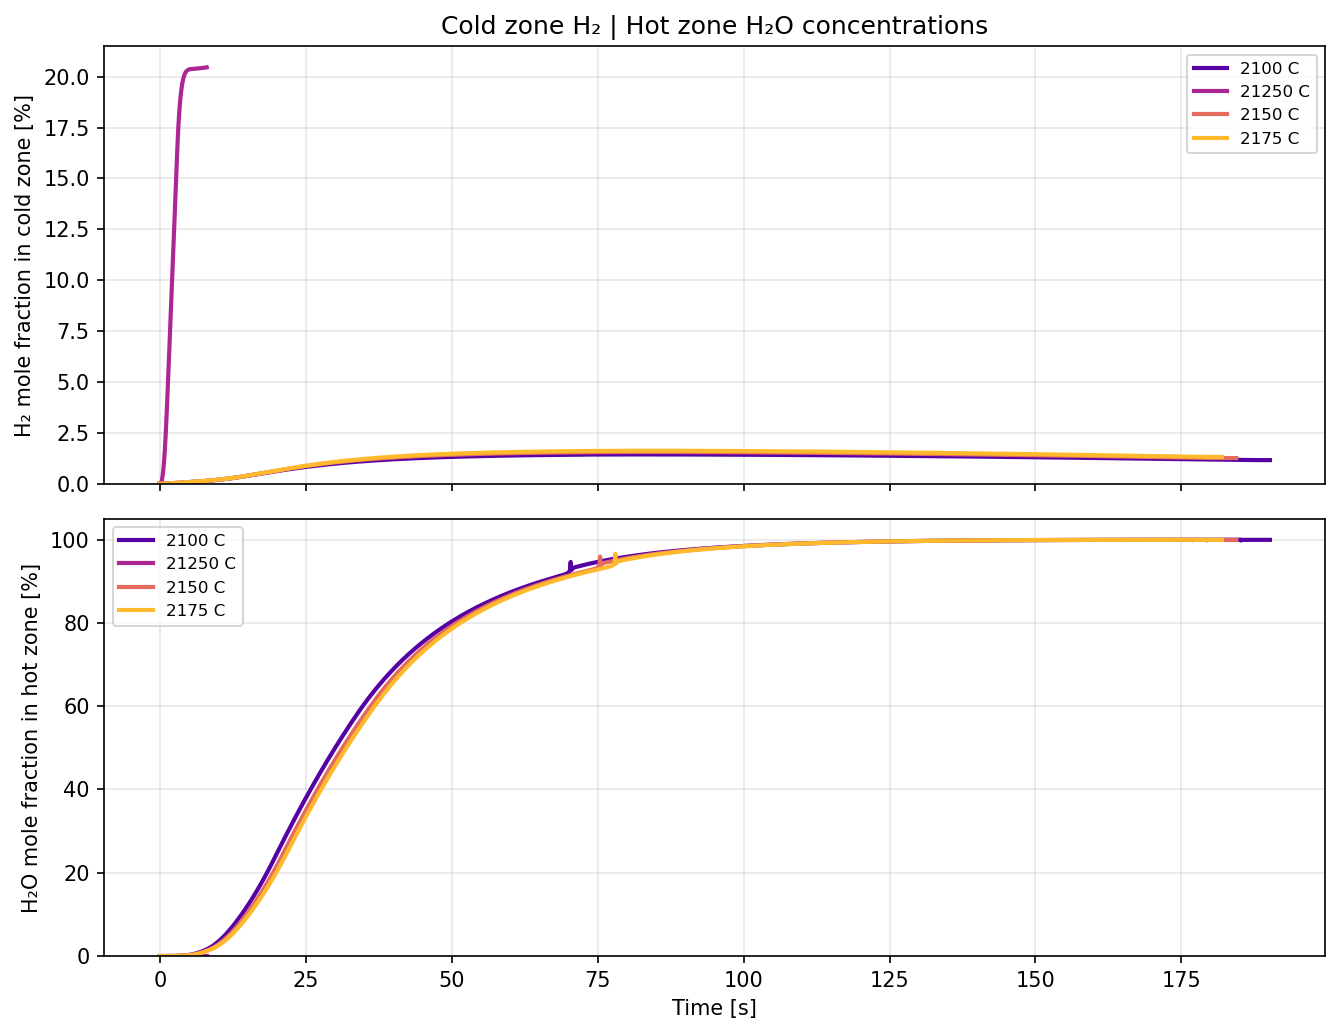 Cold zone H₂ | Hot zone H₂O concentrations
H₂ mole fraction in cold zone [%]
20.0
17.5
15.0
12.5
10.0
7.5
5.0
2.5
0.0
2100 C
21250 C
2150 C
2175 C
H₂O mole fraction in hot zone [%]
100
80
60
40
20
0
2100 C
21250 C
2150 C
2175 C
0 25 50 75 100 125 150 175
Time [s]